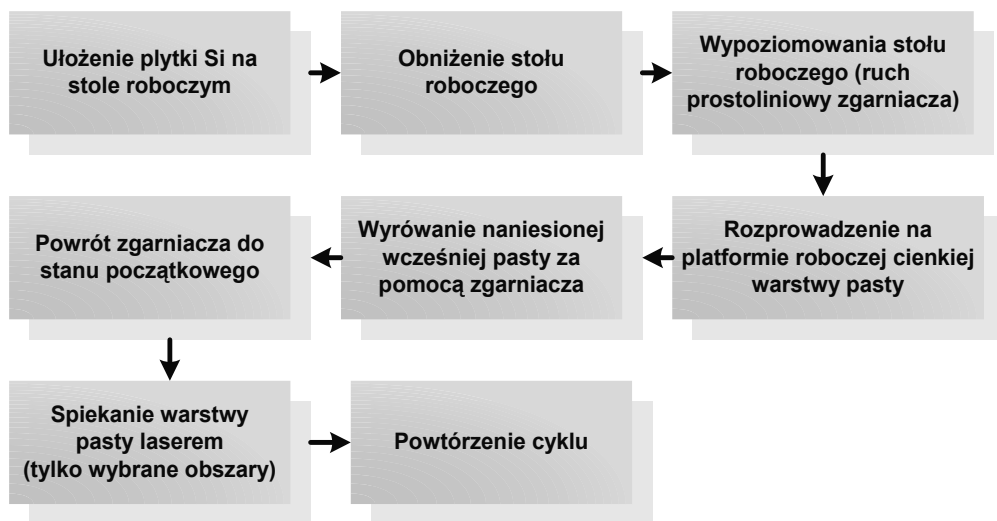 Ułożenie plytki Si na
stole roboczym
Obniżenie stołu
roboczego
Wypoziomowania stołu
roboczego (ruch
prostoliniowy zgarniacza)
Rozprowadzenie na
platformie roboczej cienkiej
warstwy pasty
Wyrówanie naniesionej
wcześniej pasty za
pomocą zgarniacza
Powrót zgarniacza do
stanu początkowego
Spiekanie warstwy
pasty laserem
(tylko wybrane obszary)
Powtórzenie cyklu